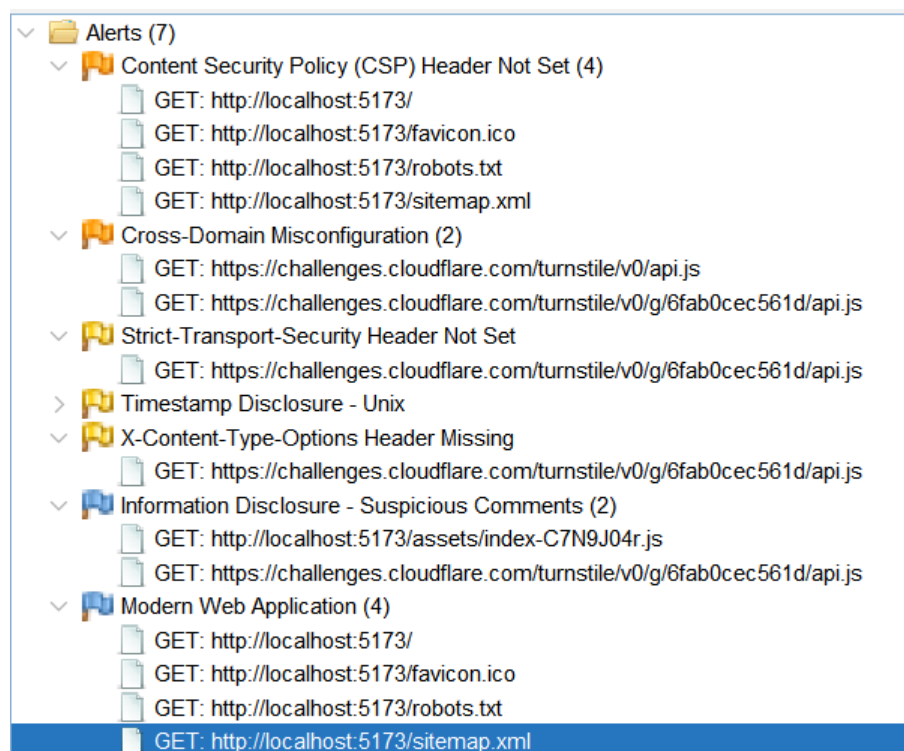 Alerts (7)
Content Security Policy (CSP) Header Not Set (4)
GET: http://localhost:5173/
GET: http://localhost:5173/favicon.ico
GET: http://localhost:5173/robots.txt
GET: http://localhost:5173/sitemap.xml
Cross-Domain Misconfiguration (2)
GET: https://challenges.cloudflare.com/turnstile/v0/api.js
GET: https://challenges.cloudflare.com/turnstile/v0/g/6fab0cec561d/api.js
Strict-Transport-Security Header Not Set
GET: https://challenges.cloudflare.com/turnstile/v0/g/6fab0cec561d/api.js
Timestamp Disclosure - Unix
X-Content-Type-Options Header Missing
GET: https://challenges.cloudflare.com/turnstile/v0/g/6fab0cec561d/api.js
Information Disclosure - Suspicious Comments (2)
GET: http://localhost:5173/assets/index-C7N9J04r.js
GET: https://challenges.cloudflare.com/turnstile/v0/g/6fab0cec561d/api.js
Modern Web Application (4)
GET: http://localhost:5173/
GET: http://localhost:5173/favicon.ico
GET: http://localhost:5173/robots.txt
GET: http://localhost:5173/sitemap.xml